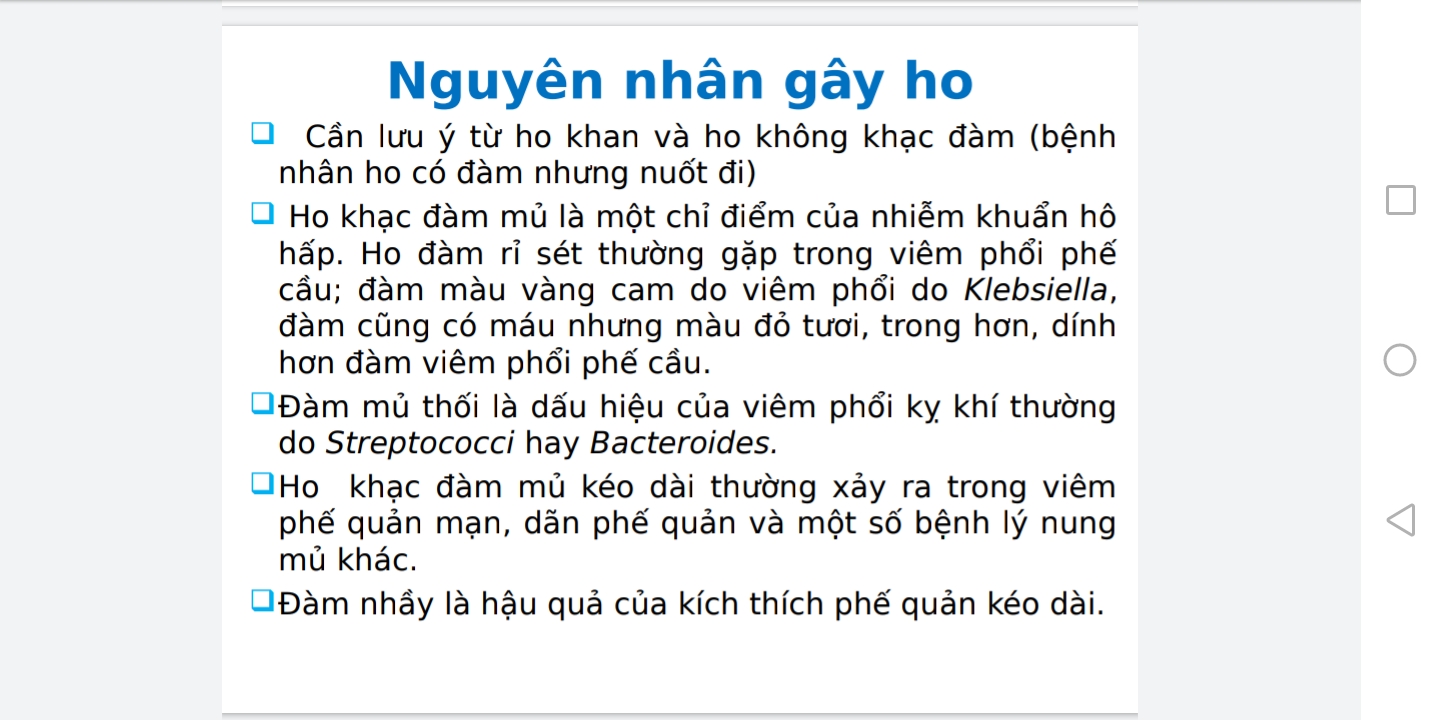 Nguyên nhân gây ho
❑ Cần lưu ý từ ho khan và ho không khạc đàm (bệnh
nhân ho có đàm nhưng nuốt đi)
❑ Ho khạc đàm mủ là một chỉ điểm của nhiễm khuẩn hô
hấp. Ho đàm rỉ sét thường gặp trong viêm phổi phế
cầu; đàm màu vàng cam do viêm phổi do Klebsiella,
đàm cũng có máu nhưng màu đỏ tươi, trong hơn, dính
hơn đàm viêm phổi phế cầu.
❑Đàm mủ thối là dấu hiệu của viêm phổi kỵ khí thường
do Streptococci hay Bacteroides.
❑Ho khạc đàm mủ kéo dài thường xảy ra trong viêm
phế quản mạn, dãn phế quản và một số bệnh lý nung
mủ khác.
❑Đàm nhầy là hậu quả của kích thích phế quản kéo dài.